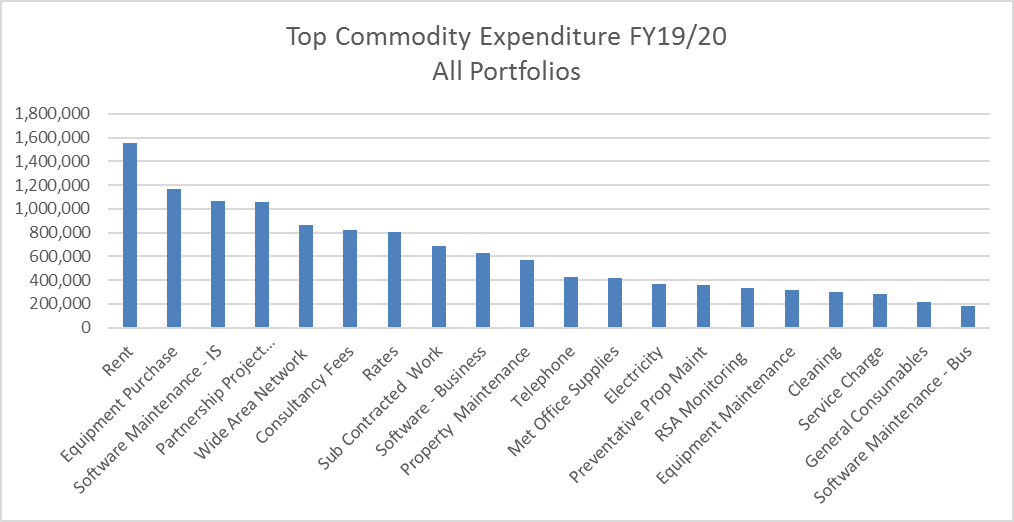 Top Commodity Expenditure FY19/20
All Portfolios
1,800,000
1,600,000
1,400,000
1,200,000
1,000,000
800,000
600,000
400,000
200,000
0
Rent
Equipment Purchase
Software Maintenance - IS
Partnership Project...
Wide Area Network
Consultancy Fees
Rates
Sub Contracted Work
Software - Business
Property Maintenance
Telephone
Met Office Supplies
Electricity
Preventative Prop Maint
RSA Monitoring
Equipment Maintenance
Cleaning
Service Charge
General Consumables
Software Maintenance - Bus